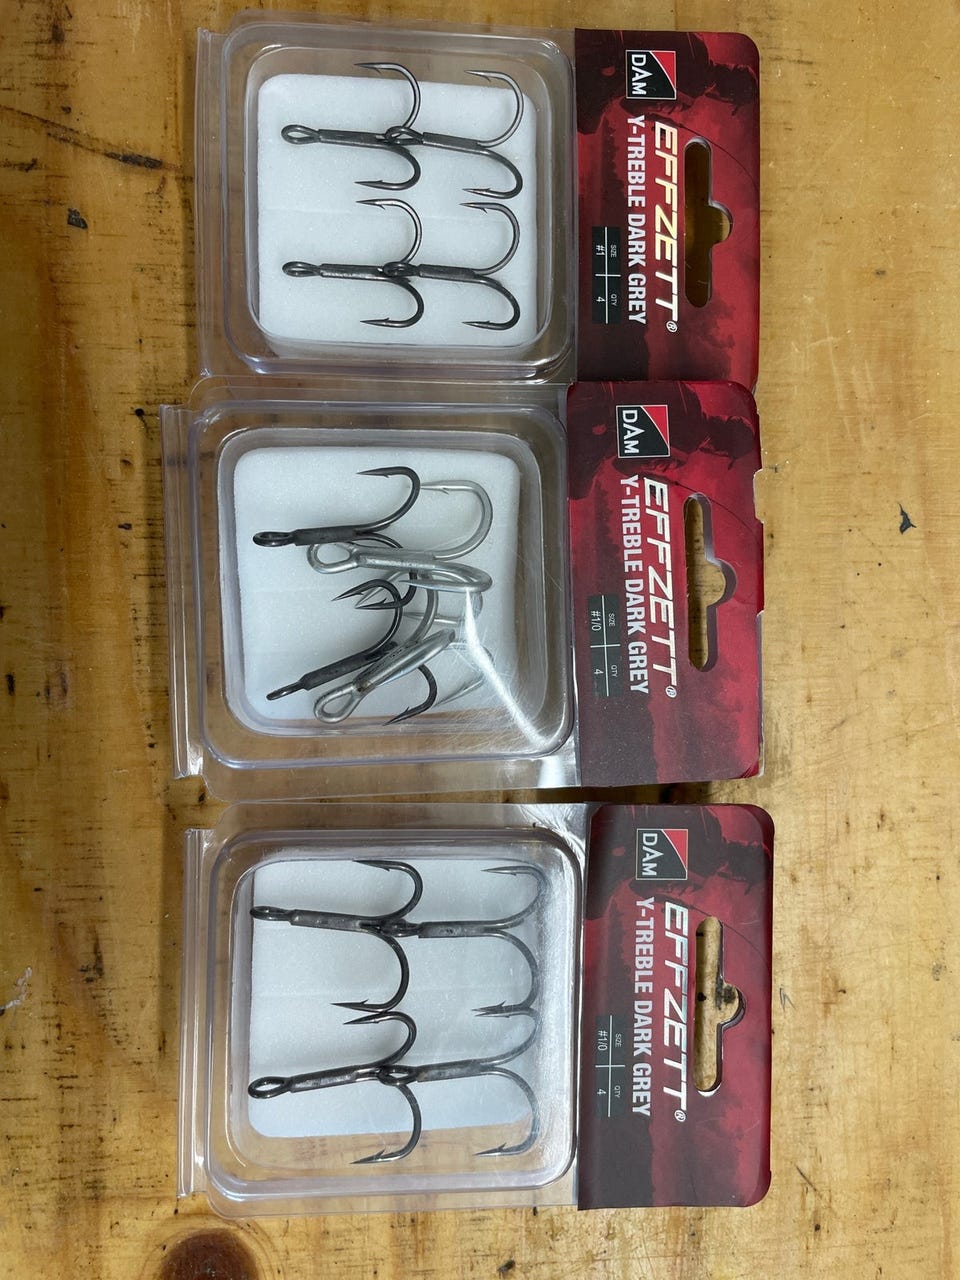 DAM
EFFZETT®
Y-TREBLE DARK GREY
SIZE QTY
#1 4
DAM
EFFZETT®
Y-TREBLE DARK GREY
SIZE QTY
#1/0 4
DAM
EFFZETT®
Y-TREBLE DARK GREY
SIZE QTY
#1/0 4